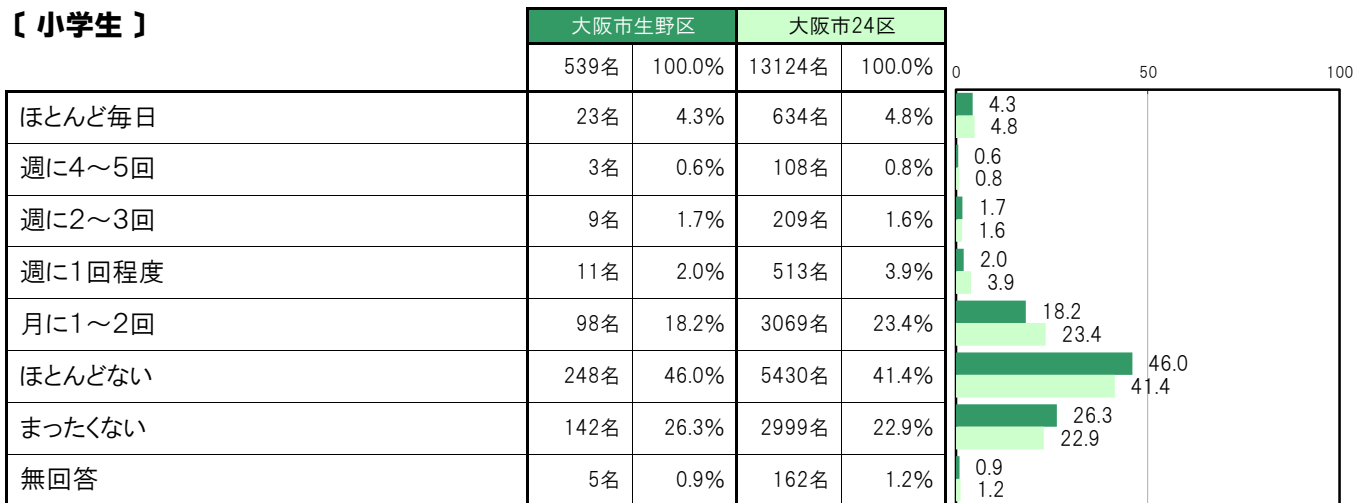 〔 小学生 〕
大阪市生野区 大阪市24区
539名 100.0% 13124名 100.0% 0 50 100
ほとんど毎日 23名 4.3% 634名 4.8% 4.3
4.8
週に4～5回 3名 0.6% 108名 0.8% 0.6
0.8
週に2～3回 9名 1.7% 209名 1.6% 1.7
1.6
週に1回程度 11名 2.0% 513名 3.9% 2.0
3.9
月に1～2回 98名 18.2% 3069名 23.4% 18.2
23.4
ほとんどない 248名 46.0% 5430名 41.4% 46.0
41.4
まったくない 142名 26.3% 2999名 22.9% 26.3
22.9
無回答 5名 0.9% 162名 1.2% 0.9
1.2